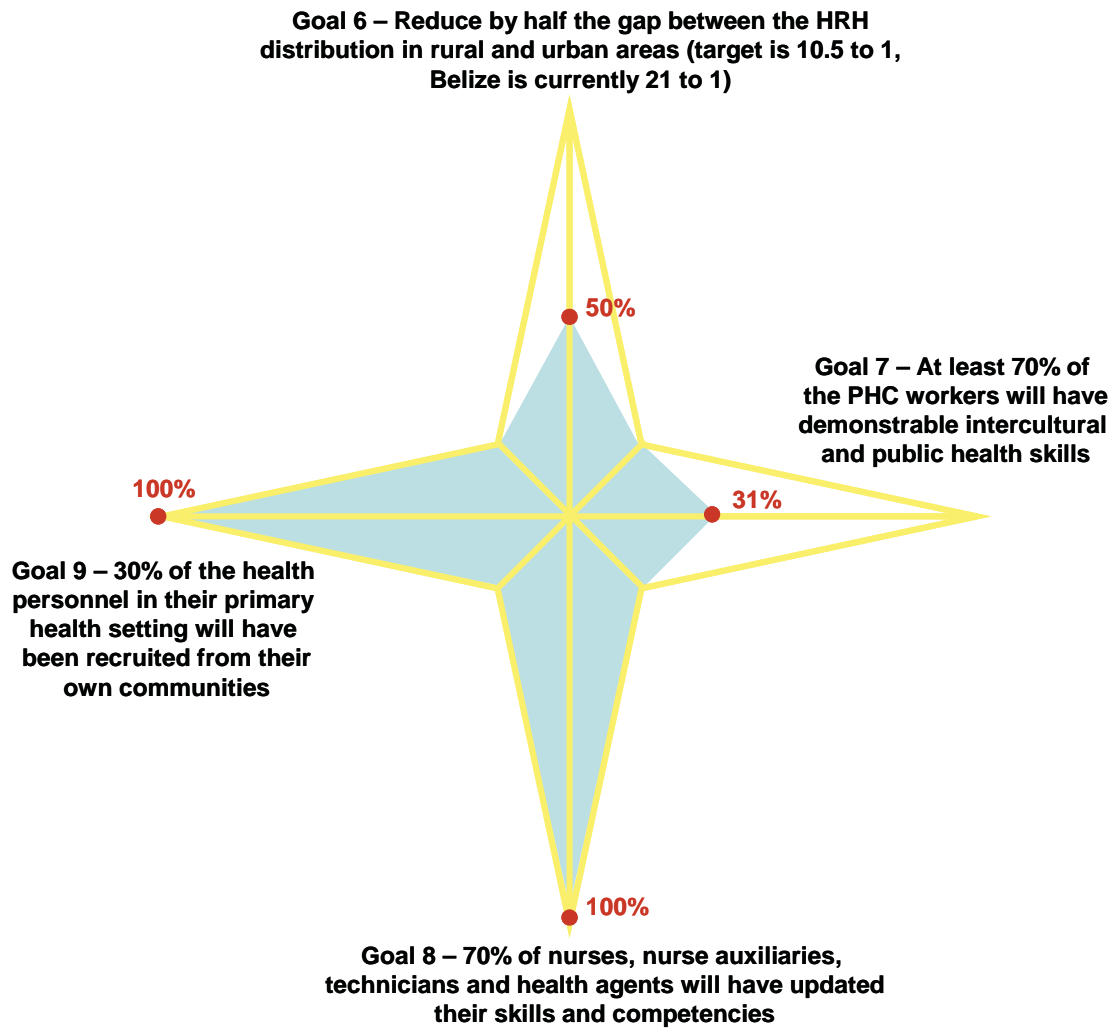 Goal 6 – Reduce by half the gap between the HRH
distribution in rural and urban areas (target is 10.5 to 1,
Belize is currently 21 to 1)
50%
Goal 7 – At least 70% of
the PHC workers will have
demonstrable intercultural
and public health skills
31%
100%
Goal 9 – 30% of the health
personnel in their primary
health setting will have
been recruited from their
own communities
100%
Goal 8 – 70% of nurses, nurse auxiliaries,
technicians and health agents will have updated
their skills and competencies